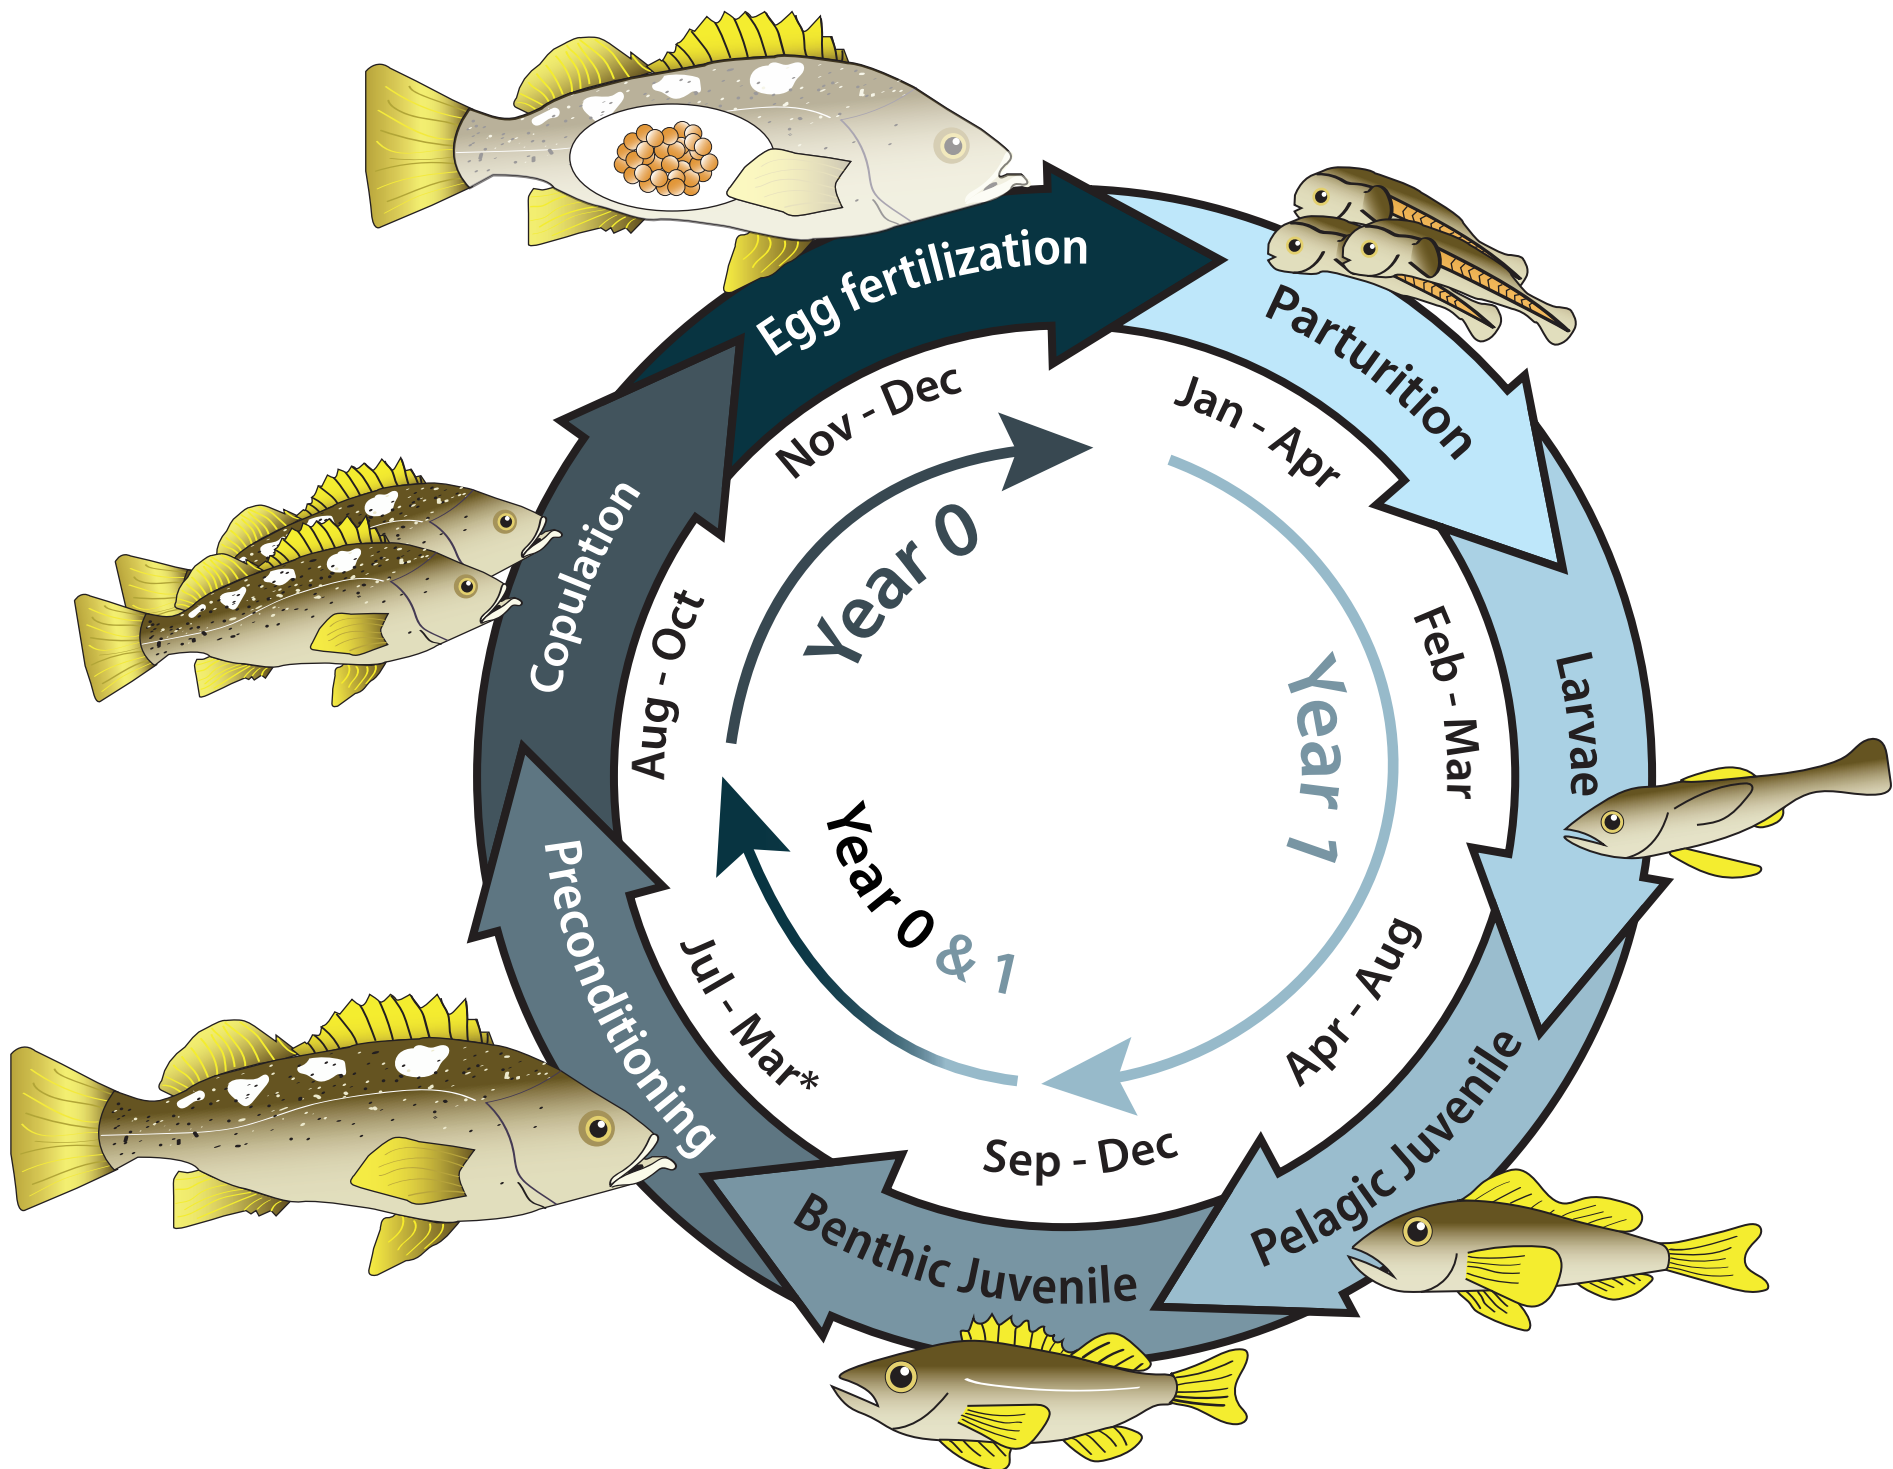 Egg fertilization
Nov - Dec
Parturition
Jan - Apr
Larvae
Feb - Mar
Pelagic Juvenile
Apr - Aug
Benthic Juvenile
Sep - Dec
Preconditioning
Jul - Mar*
Copulation
Aug - Oct
Year 0
Year 1
Year 0 & 1